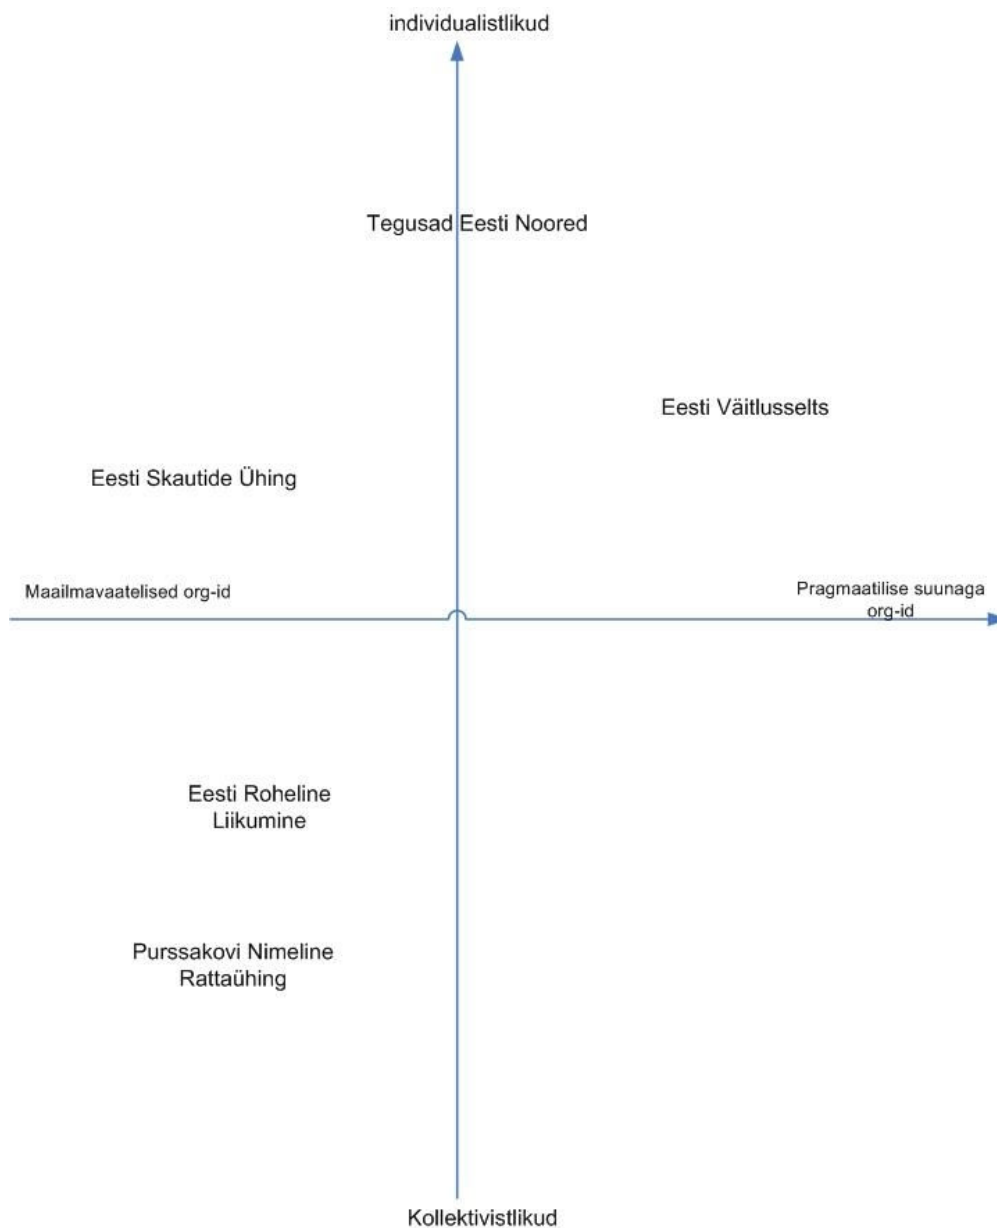 individualistlikud
Tegusad Eesti Noored
Eesti Väitlusselts
Eesti Skautide Ühing
Maailmavaatelised org-id
Pragmaatilise suunaga
org-id
Eesti Roheline
Liikumine
Purssakovi Nimeline
Rattaühing
Kollektivistlikud